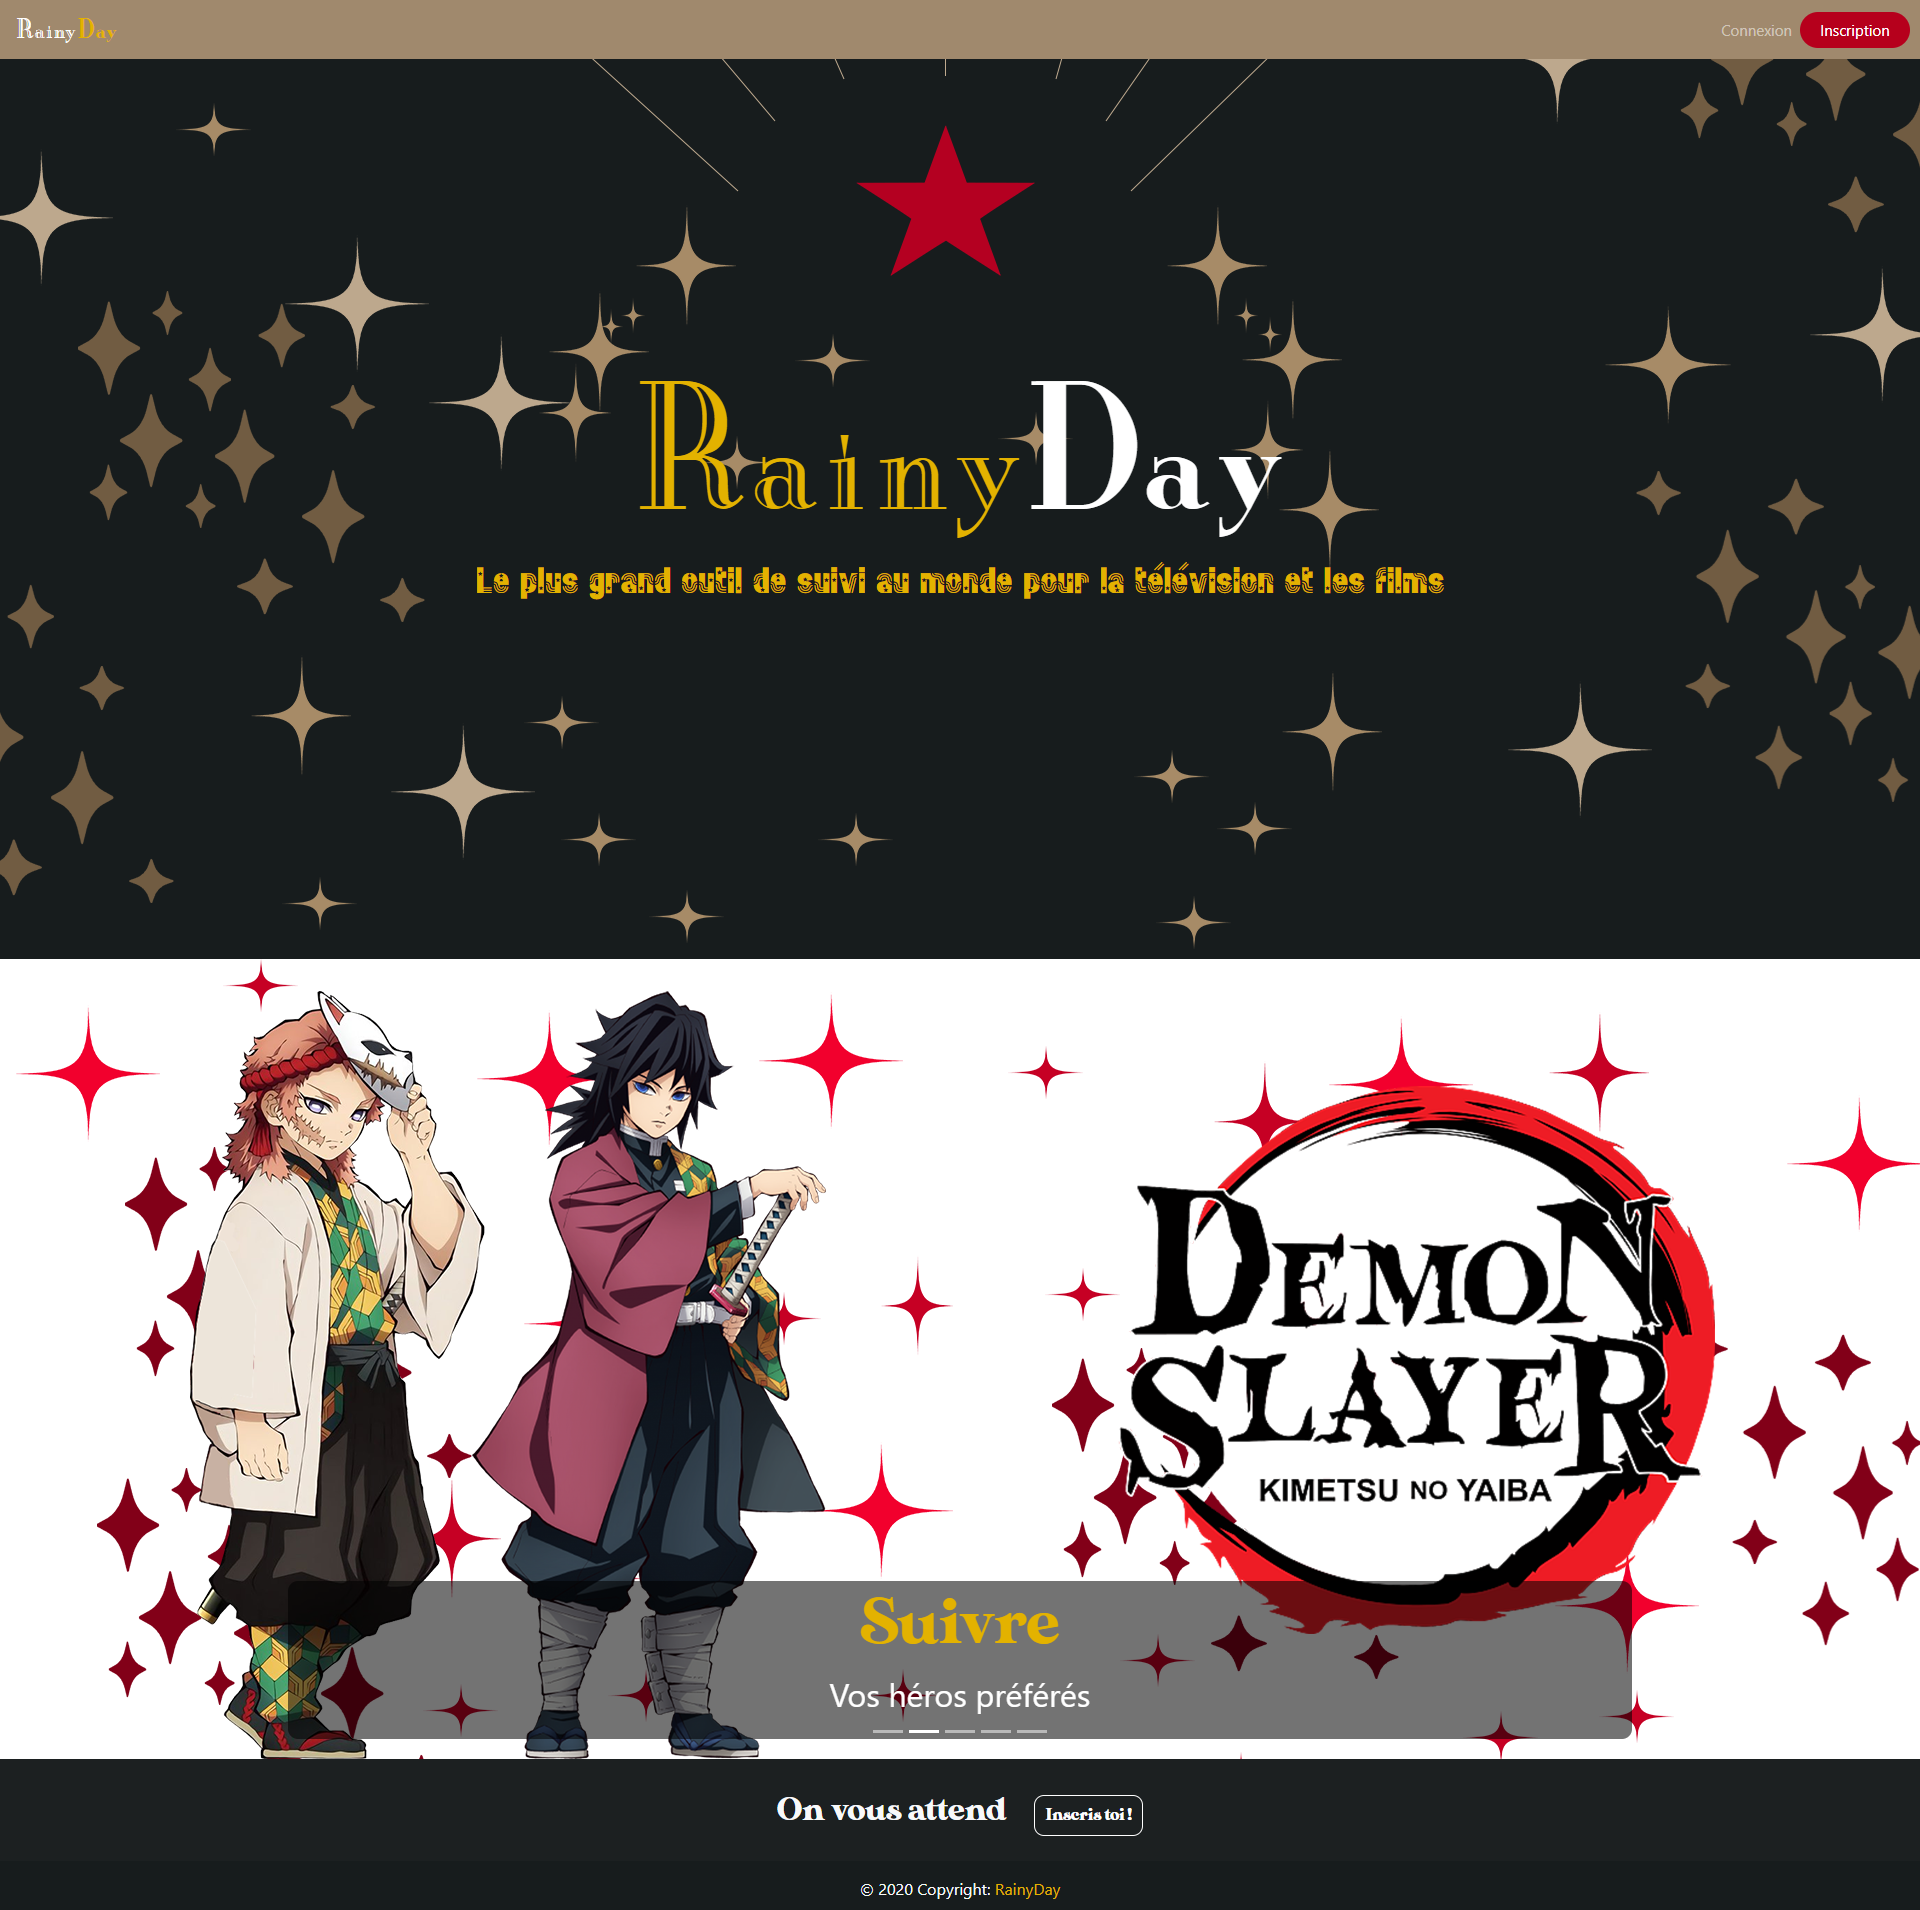 RainyDay
Connexion
Inscription
RainyDay
Le plus grand outil de suivi au monde pour la télévision et les films
DEMON
SLAYER
KIMETSU NO YAIBA
Suivre
Vos héros préférés
On vous attend
Inscris toi !
© 2020 Copyright: RainyDay